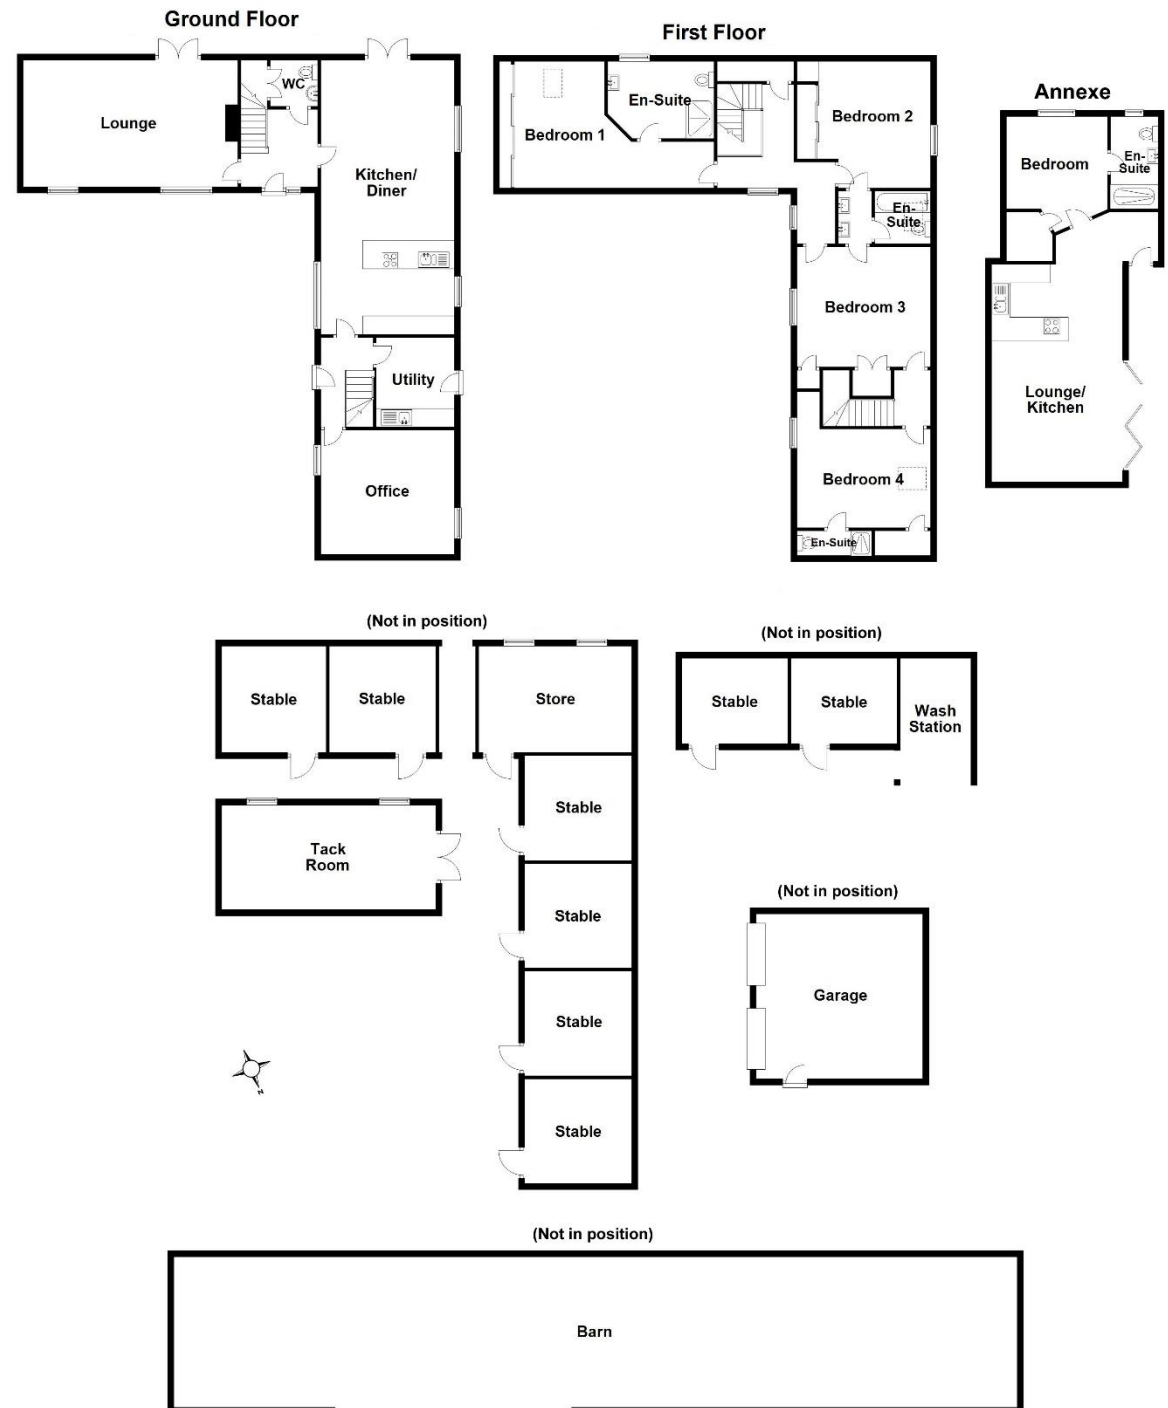 Ground Floor
First Floor
Annexe
WC
Lounge
Kitchen/
Diner
Utility
Office
En-Suite
Bedroom 1
Bedroom 2
En-
Suite
Bedroom 3
Bedroom 4
En-Suite
Bedroom
En-
Suite
Lounge/
Kitchen
(Not in position)
Stable
Stable
Store
Tack
Room
Stable
Stable
Stable
Stable
(Not in position)
Stable
Stable
Wash
Station
(Not in position)
Garage
N
(Not in position)
Barn